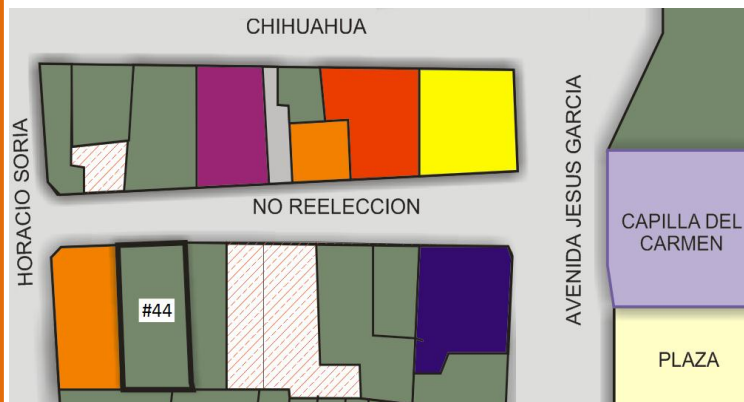 CHIHUAHUA
HORACIO SORIA
NO REELECCION
AVENIDA JESUS GARCIA
CAPILLA DEL
CARMEN
#44
PLAZA